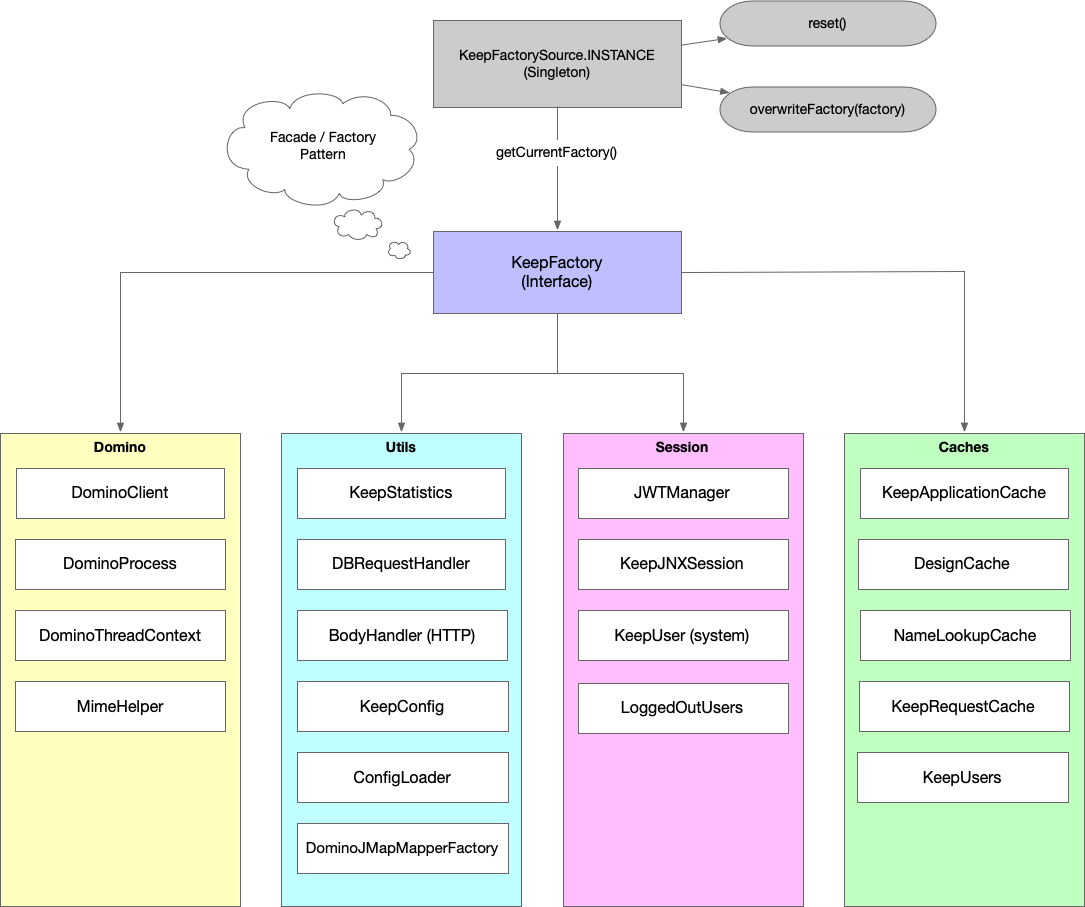 reset()
KeepFactorySource.INSTANCE
(Singleton)
overwriteFactory(factory)
Facade / Factory
Pattern
getCurrentFactory()
KeepFactory
(Interface)
Domino
DominoClient
DominoProcess
DominoThreadContext
MimeHelper
Utils
KeepStatistics
DBRequestHandler
BodyHandler (HTTP)
KeepConfig
ConfigLoader
DominoJMapMapperFactory
Session
JWTManager
KeepJNXSession
KeepUser (system)
LoggedOutUsers
Caches
KeepApplicationCache
DesignCache
NameLookupCache
KeepRequestCache
KeepUsers